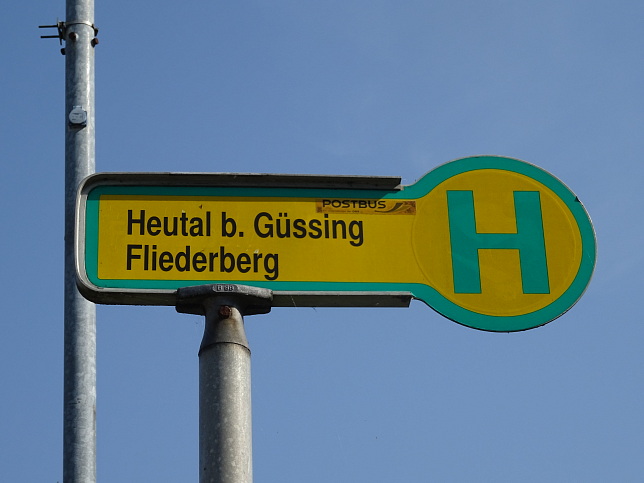 POSTBUS
Heutal b. Güssing
Fliederberg
H